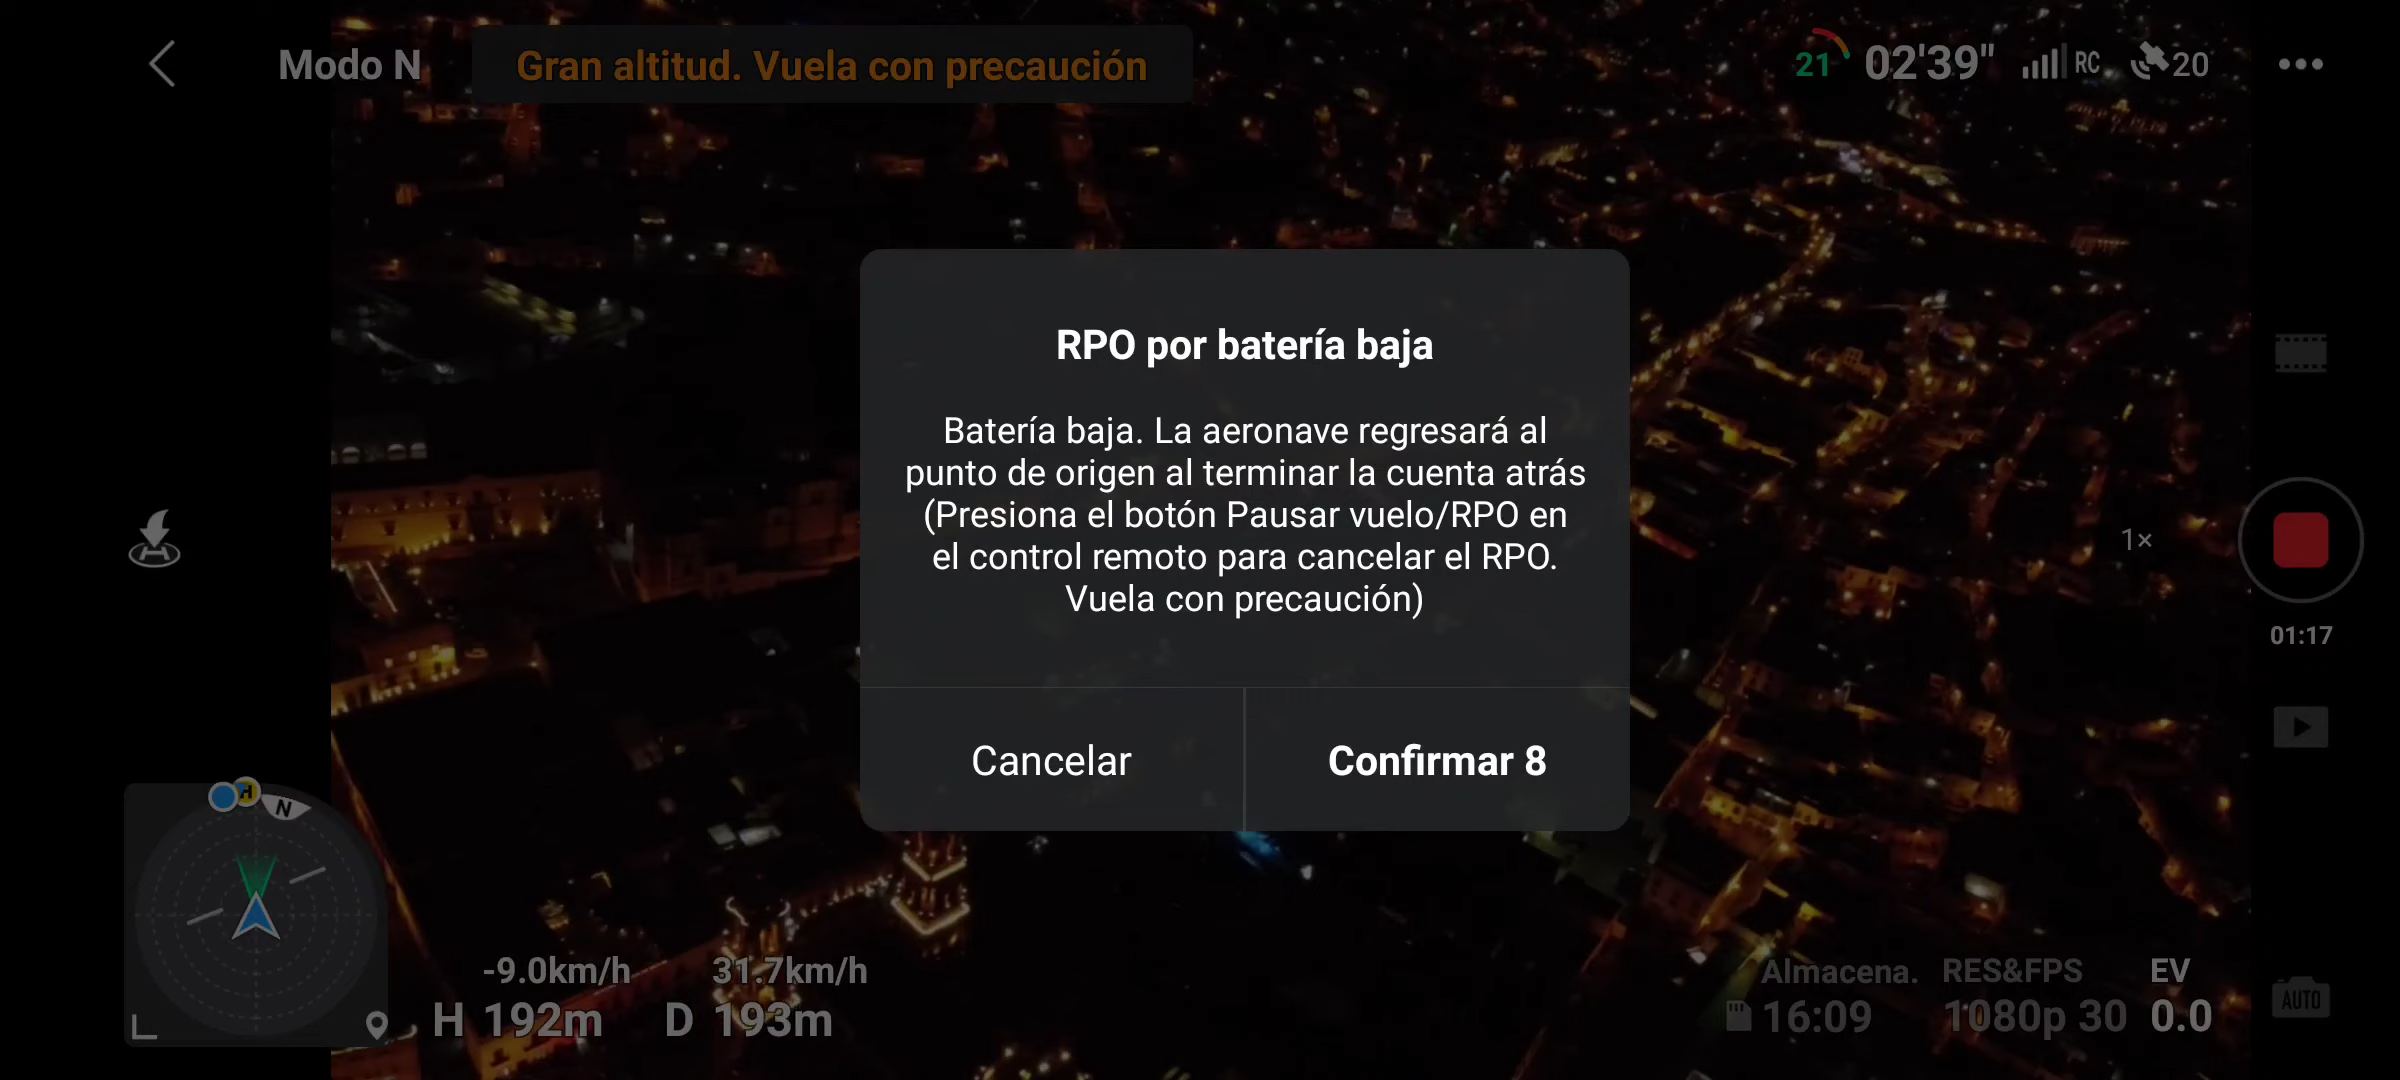 Modo N
Gran altitud. Vuela con precaución
21
02'39"
RC
20
RPO por batería baja
Batería baja. La aeronave regresará al
punto de origen al terminar la cuenta atrás
(Presiona el botón Pausar vuelo/RPO en
el control remoto para cancelar el RPO.
Vuela con precaución)
Cancelar
Confirmar 8
1×
01:17
H
N
-9.0km/h
31.7km/h
H 192m
D 193m
Almacena.
16:09
RES&FPS
1080p 30
EV
0.0
AUTO